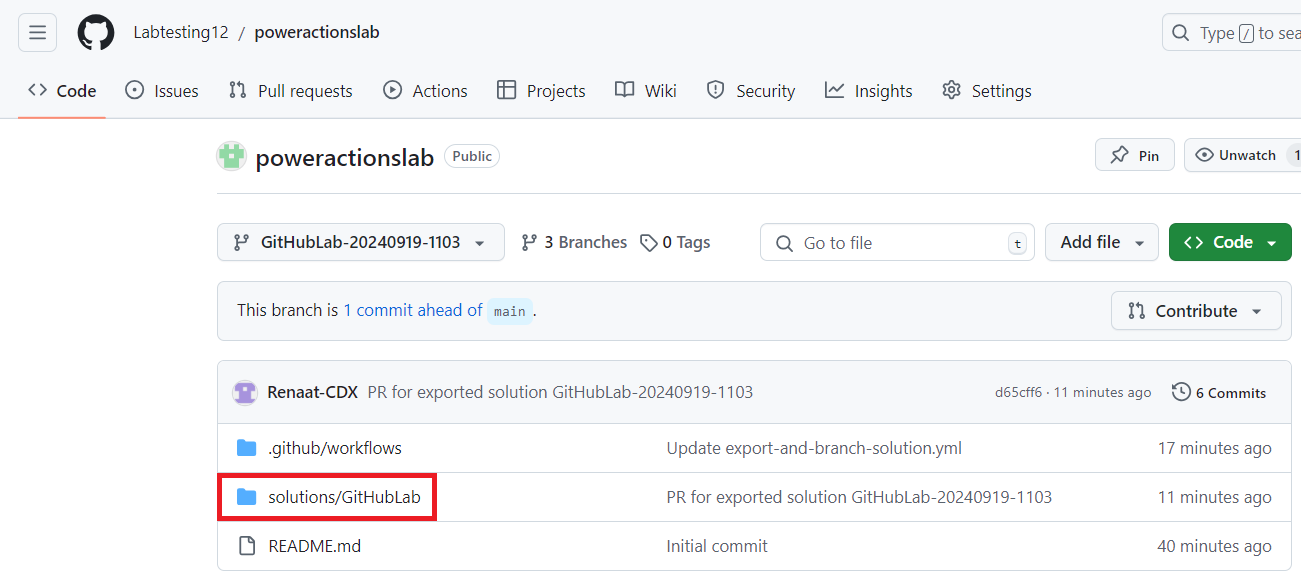 Labtesting12 / poweractionslab
Type / to sea
Code Issues Pull requests Actions Projects Wiki Security Insights Settings
poweractionslab Public Pin Unwatch 1
GitHubLab-20240919-1103 3 Branches 0 Tags Go to file t Add file Code
This branch is 1 commit ahead of main . Contribute
Renaat-CDX PR for exported solution GitHubLab-20240919-1103 d65cff6 · 11 minutes ago 6 Commits
.github/workflows Update export-and-branch-solution.yml 17 minutes ago
solutions/GitHubLab PR for exported solution GitHubLab-20240919-1103 11 minutes ago
README.md Initial commit 40 minutes ago